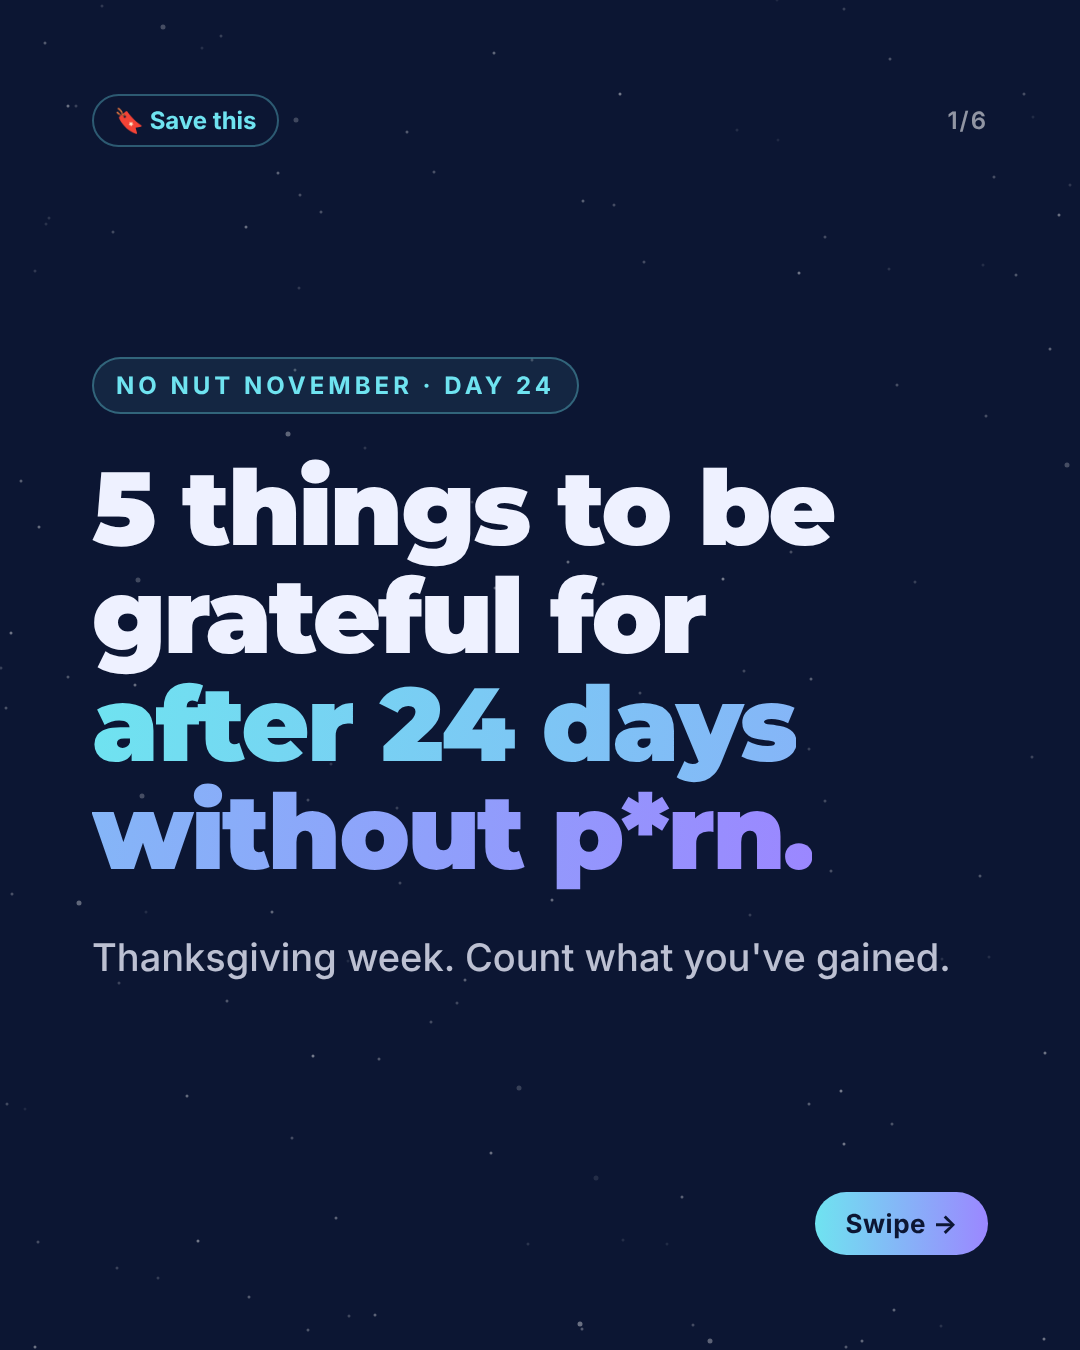 🔖 Save this
1/6
NO NUT NOVEMBER · DAY 24
5 things to be
grateful for
after 24 days
without p*rn.
Thanksgiving week. Count what you've gained.
Swipe →